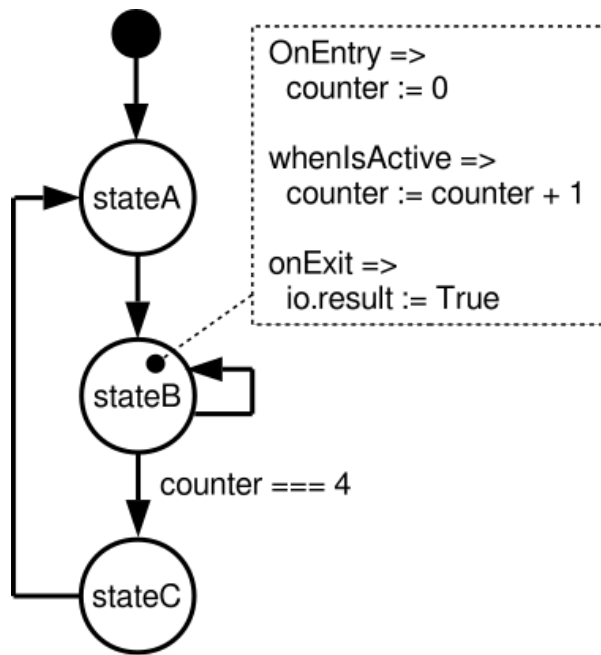 OnEntry =>
counter := 0
whenIsActive =>
counter := counter + 1
onExit =>
io.result := True
stateA
stateB
counter === 4
stateC